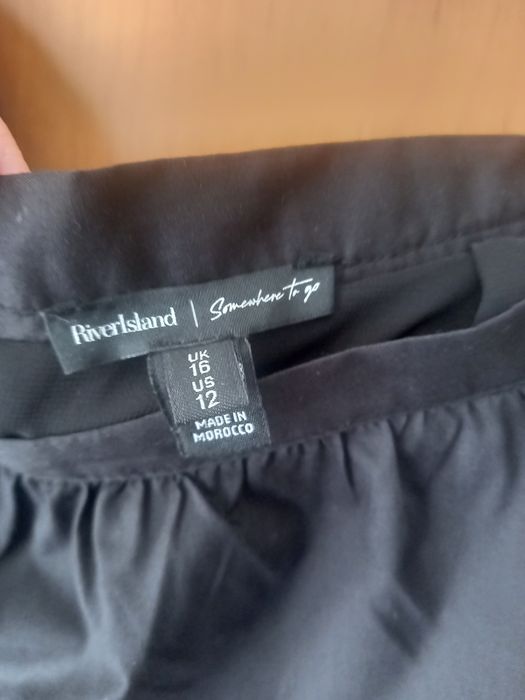 RiverIsland | Somewhere to go
UK
16
US
12
MADE IN
MOROCCO